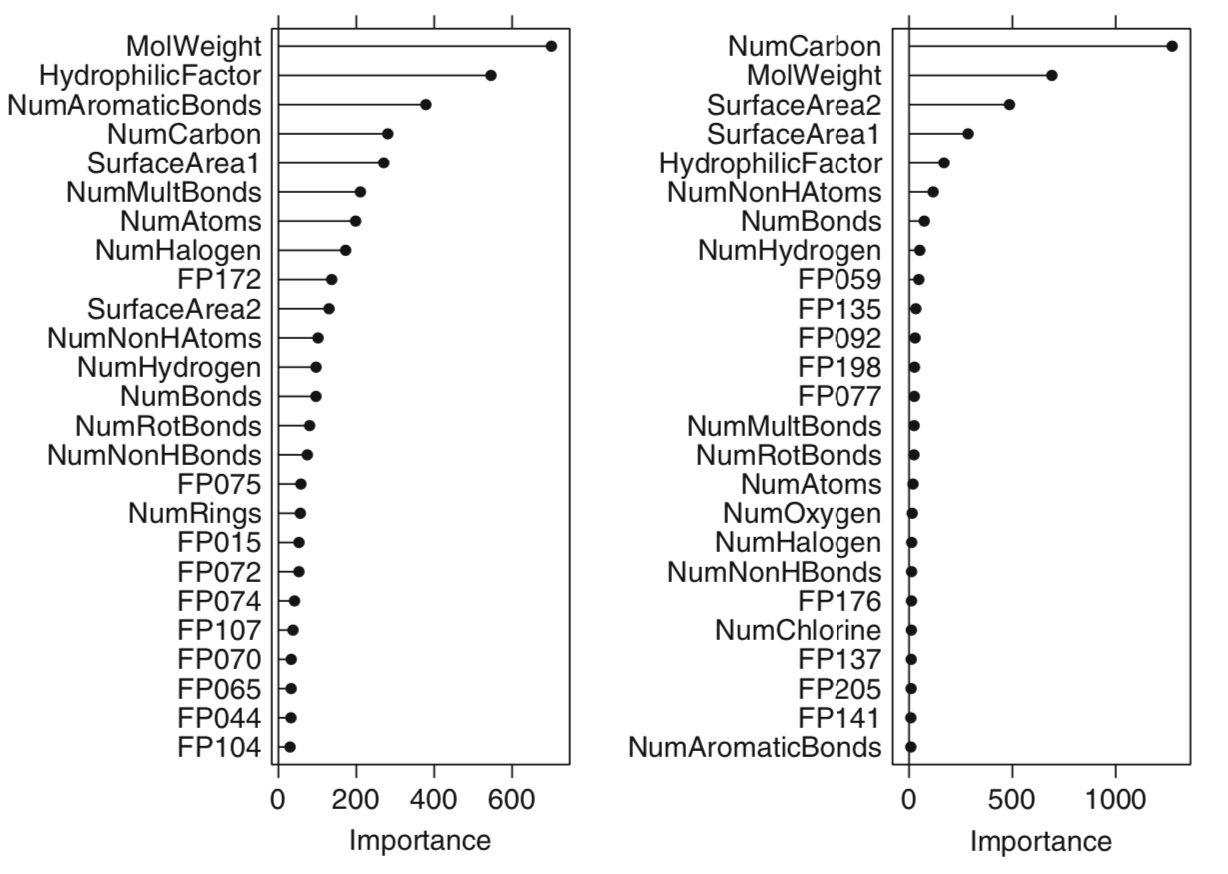 MolWeight
HydrophilicFactor
NumAromaticBonds
NumCarbon
SurfaceArea1
NumMultBonds
NumAtoms
NumHalogen
FP172
SurfaceArea2
NumNonHAtoms
NumHydrogen
NumBonds
NumRotBonds
NumNonHBonds
FP075
NumRings
FP015
FP072
FP074
FP107
FP070
FP065
FP044
FP104
0 200 400 600
Importance
NumCarbon
MolWeight
SurfaceArea2
SurfaceArea1
HydrophilicFactor
NumNonHAtoms
NumBonds
NumHydrogen
FP059
FP135
FP092
FP198
FP077
NumMultBonds
NumRotBonds
NumAtoms
NumOxygen
NumHalogen
NumNonHBonds
FP176
NumChlorine
FP137
FP205
FP141
NumAromaticBonds
0 500 1000
Importance